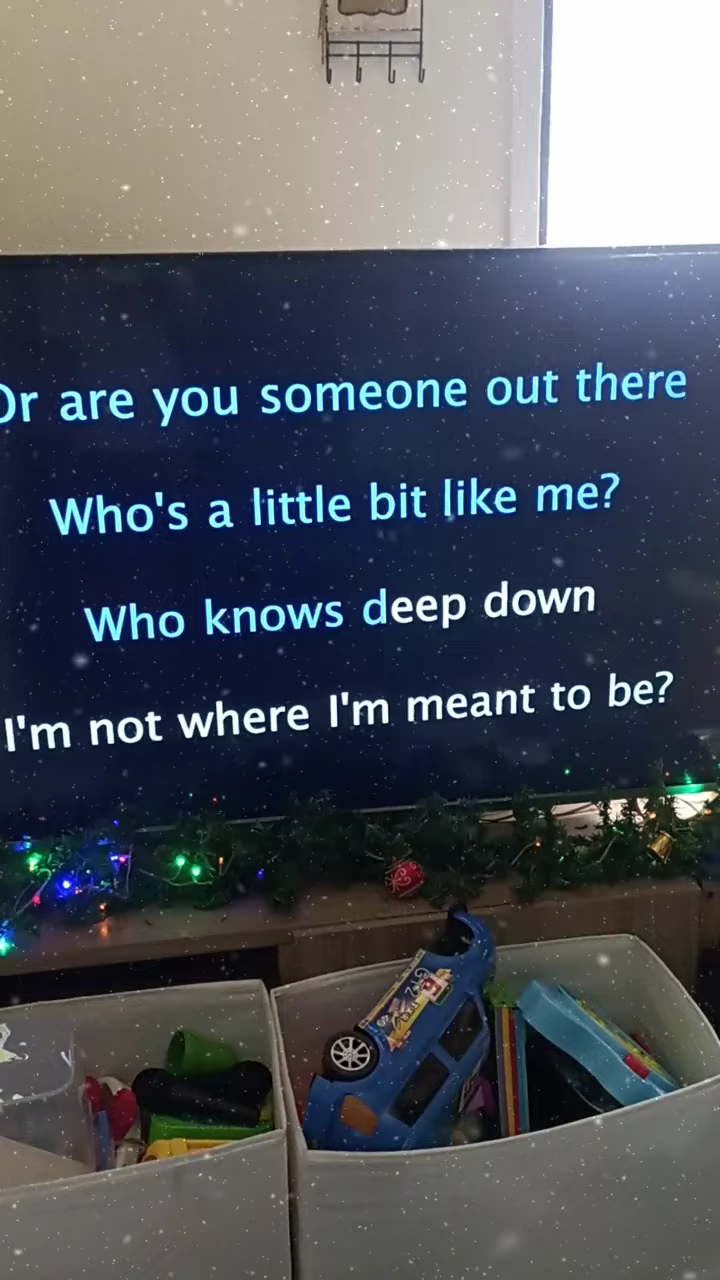 Or are you someone out there
Who's a little bit like me?
Who knows deep down
I'm not where I'm meant to be?